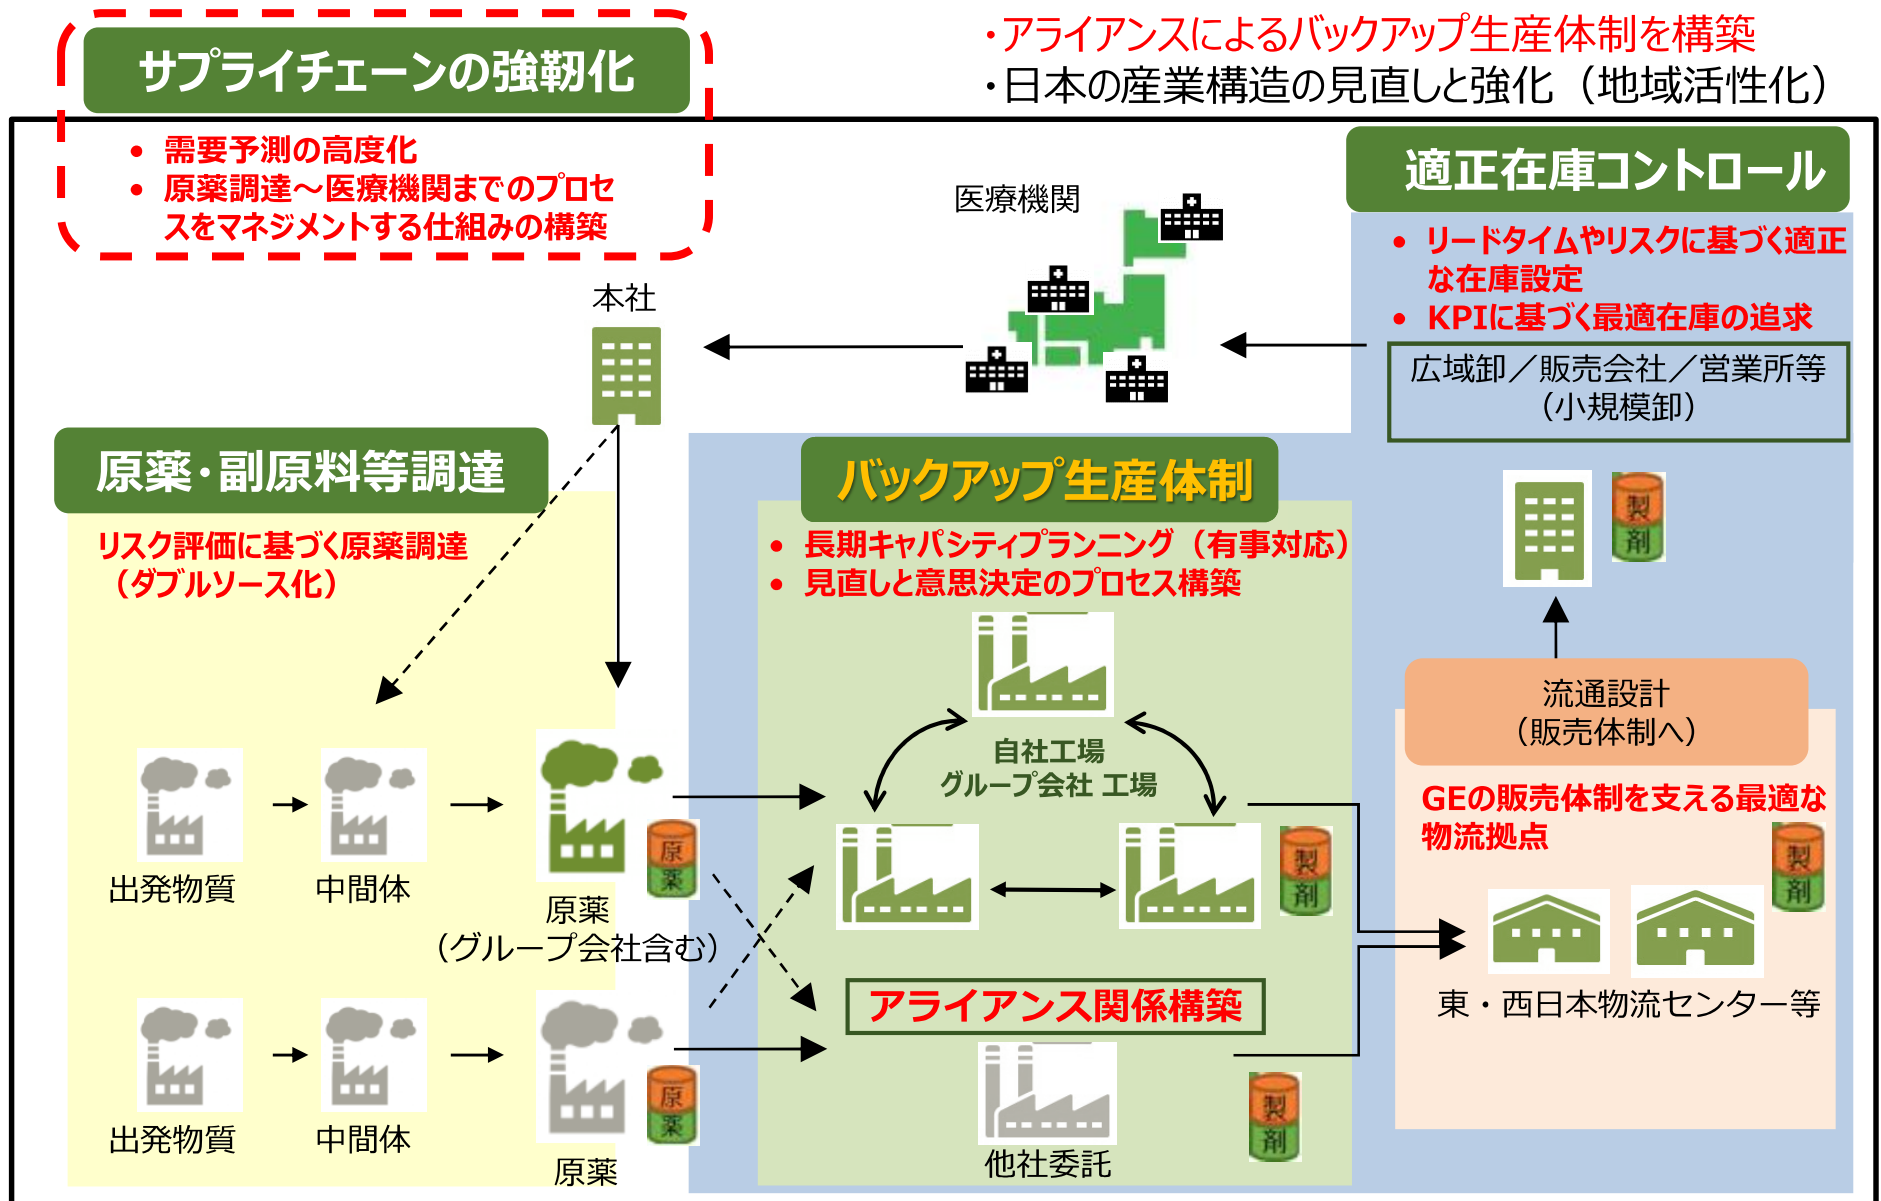 サプライチェーンの強靭化
・アライアンスによるバックアップ生産体制を構築
・日本の産業構造の見直しと強化（地域活性化）
• 需要予測の高度化
• 原薬調達～医療機関までのプロセ
スをマネジメントする仕組みの構築
適正在庫コントロール
• リードタイムやリスクに基づく適正
な在庫設定
• KPIに基づく最適在庫の追求
広域卸／販売会社／営業所等
（小規模卸）
医療機関
本社
原薬・副原料等調達
リスク評価に基づく原薬調達
（ダブルソース化）
バックアップ生産体制
• 長期キャパシティプランニング（有事対応）
• 見直しと意思決定のプロセス構築
製
剤
流通設計
（販売体制へ）
自社工場
グループ会社 工場
GEの販売体制を支える最適な
物流拠点
出発物質
中間体
原
薬
原薬
（グループ会社含む）
製
剤
製
剤
東・西日本物流センター等
アライアンス関係構築
出発物質
中間体
原
薬
原薬
他社委託
製
剤